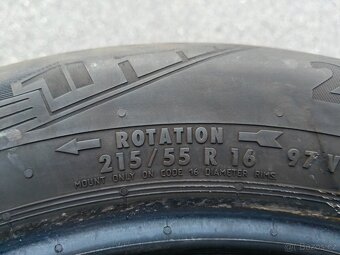 ROTATION
215/55 R 16 97 V
MOUNT ONLY ON CODE 16 DIAMETER RIMS